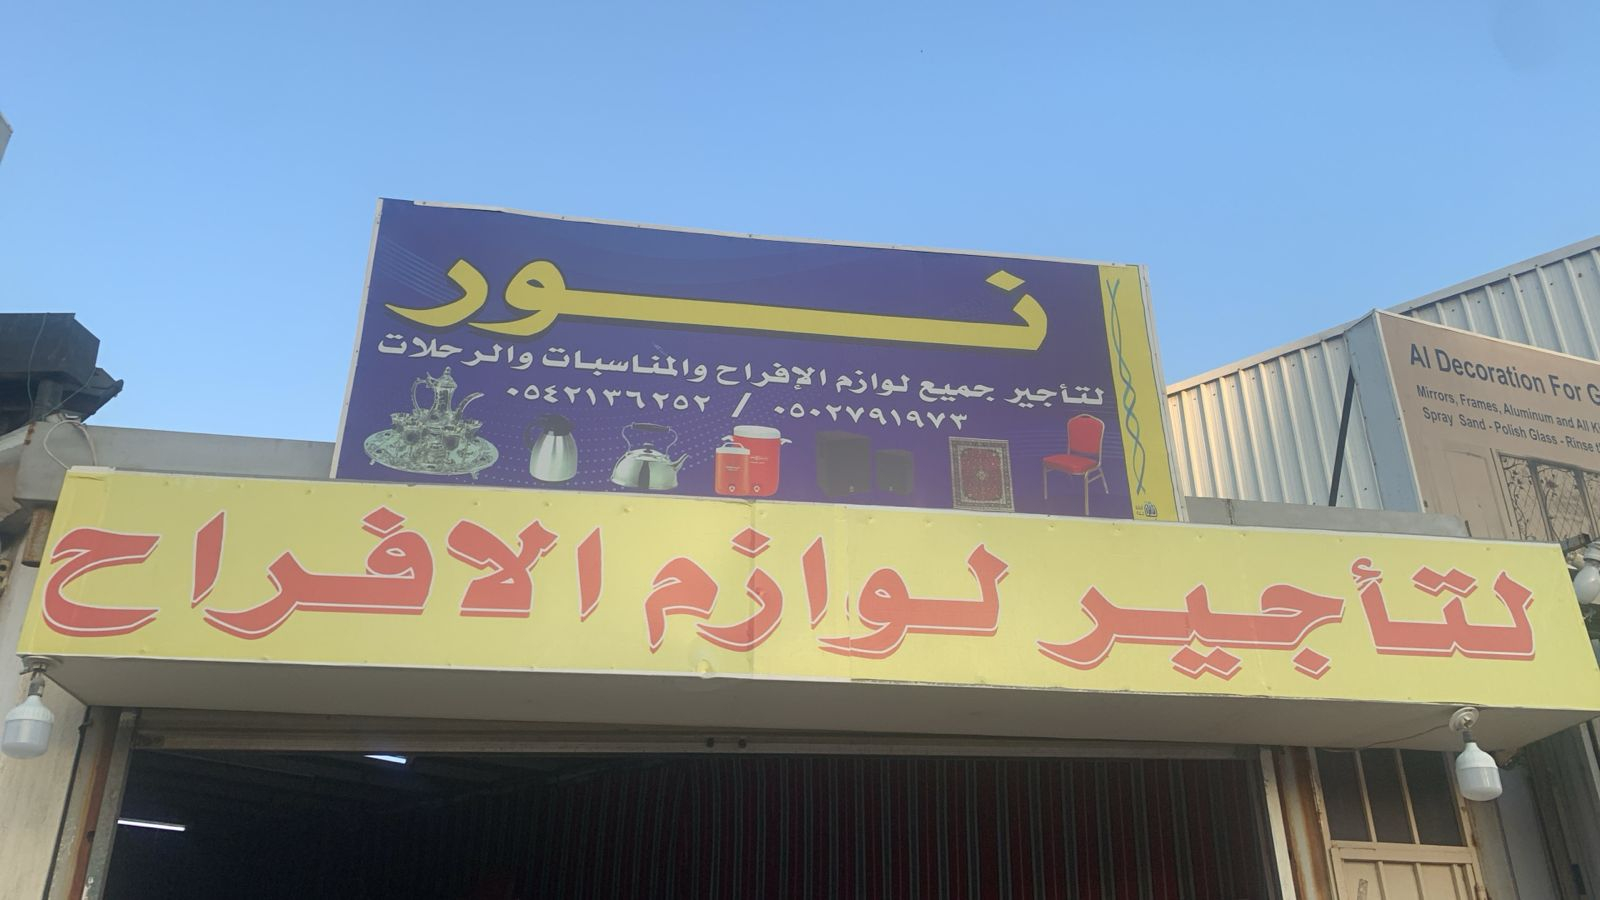 نور
لتأجير جميع لوازم الإفراح والمناسبات والرحلات
٠٥٤٢١٣٦٢٥٢ / ٠٥٠٢٧٩١٩٧٣
لتأجير لوازم الافراح
Al Decoration For G
Mirrors, Frames, Aluminum and All Ki
Spray Sand - Polish Glass - Rinse t